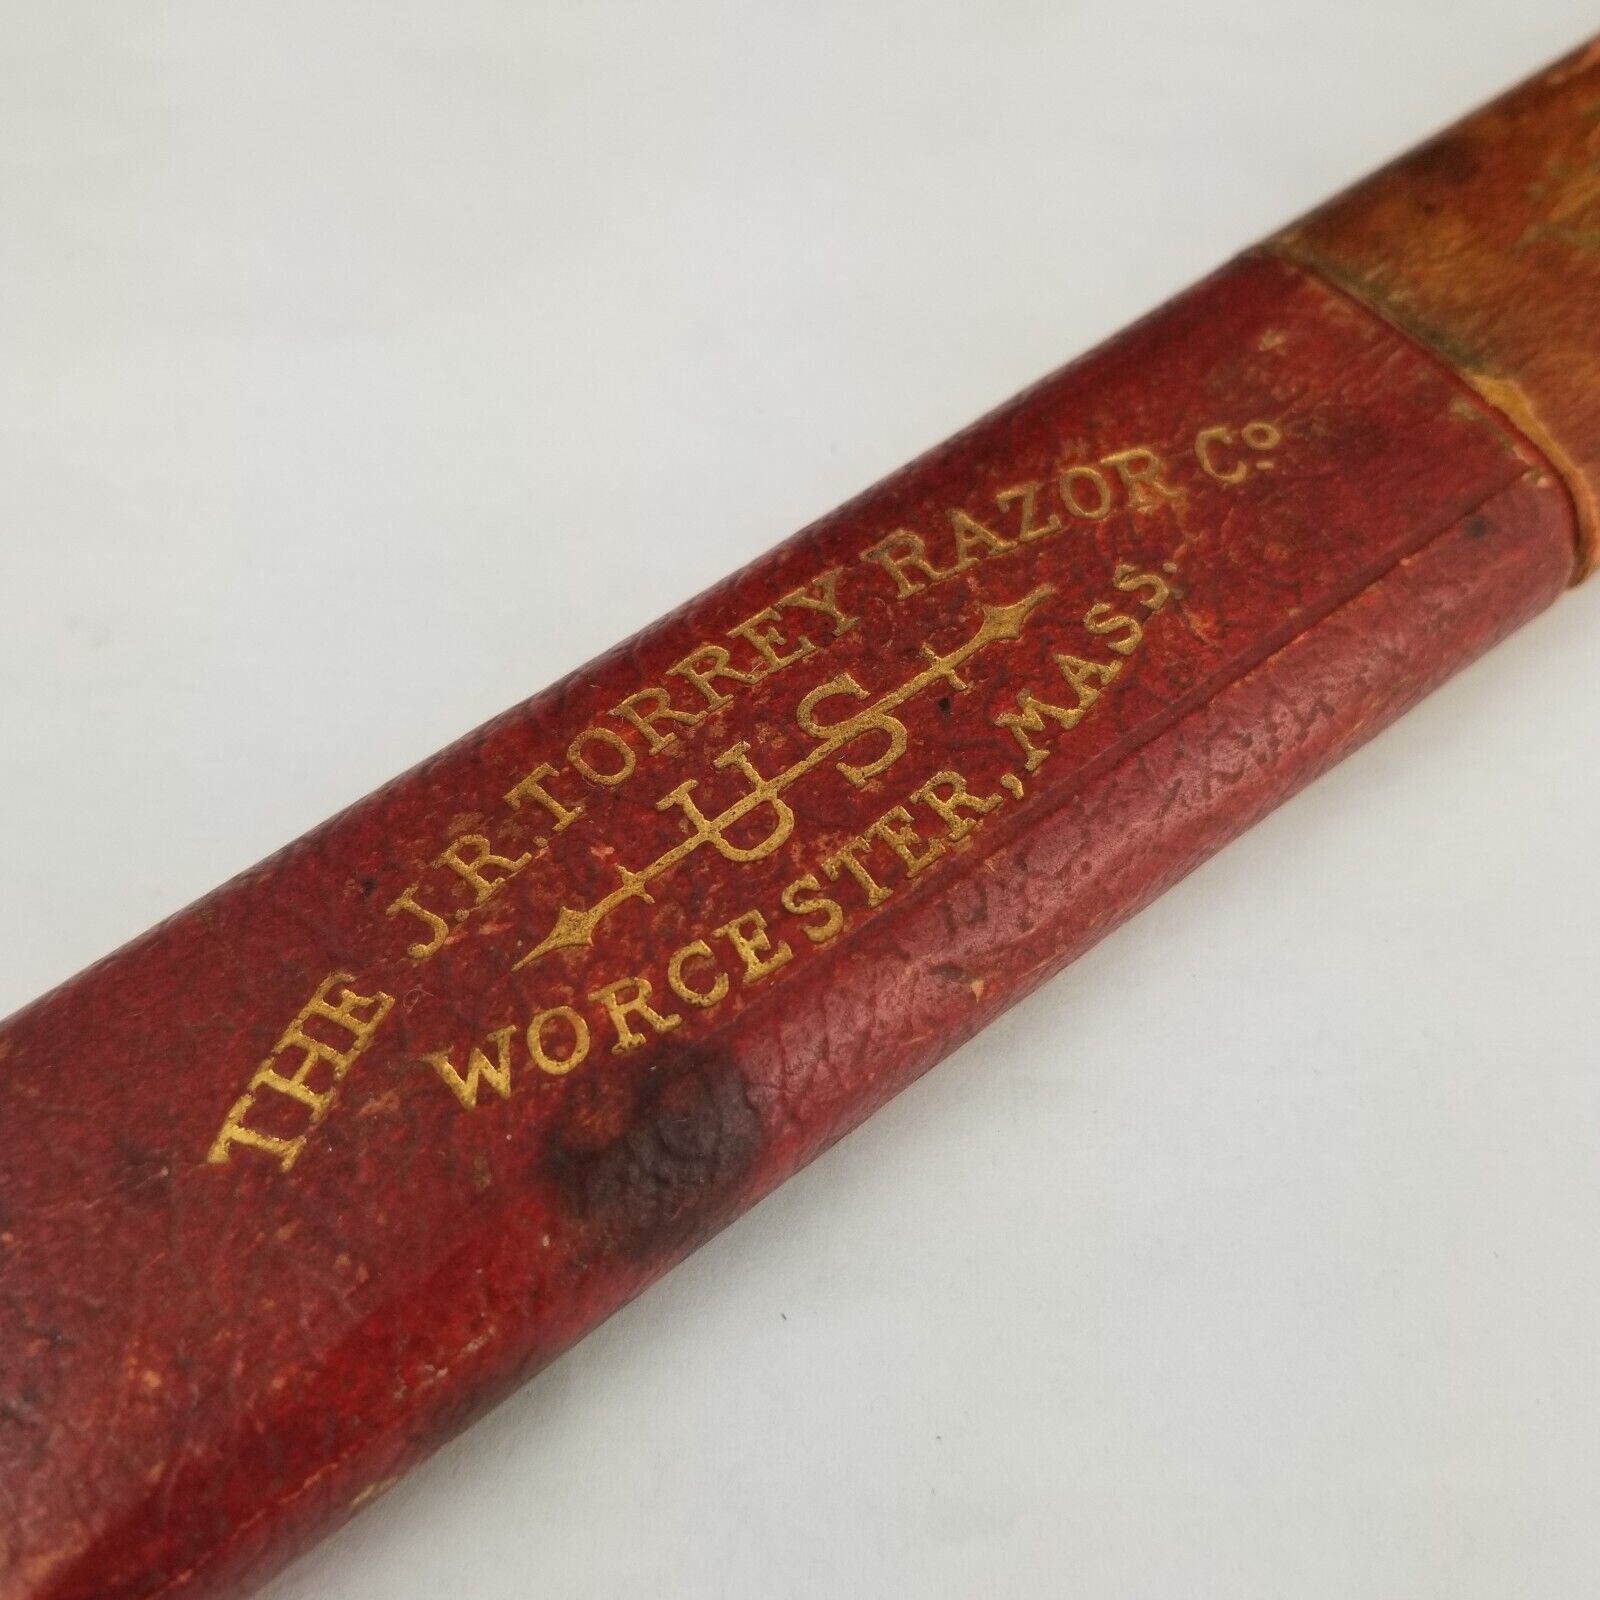 THE J.R. TORREY RAZOR Co
US
WORCESTER, MASS.